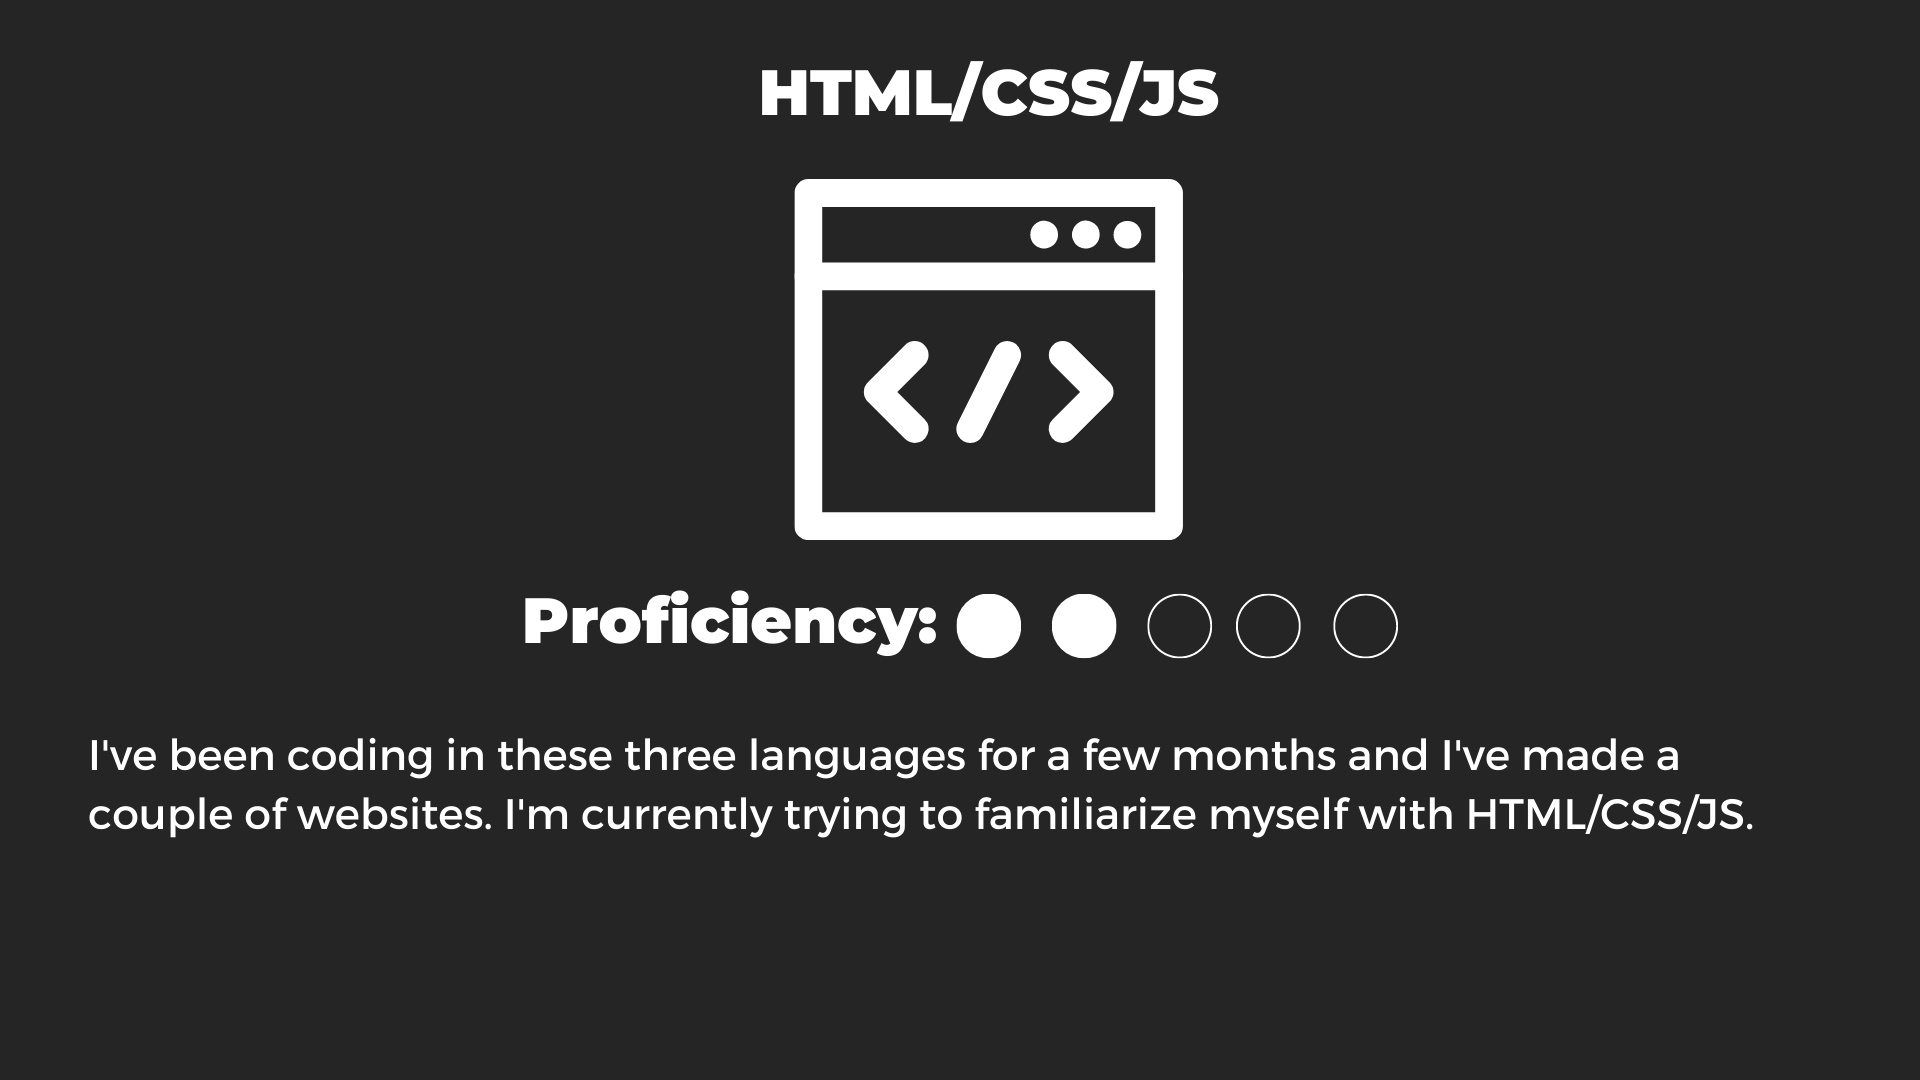 HTML/CSS/JS
</>
Proficiency:
I've been coding in these three languages for a few months and I've made a
couple of websites. I'm currently trying to familiarize myself with HTML/CSS/JS.